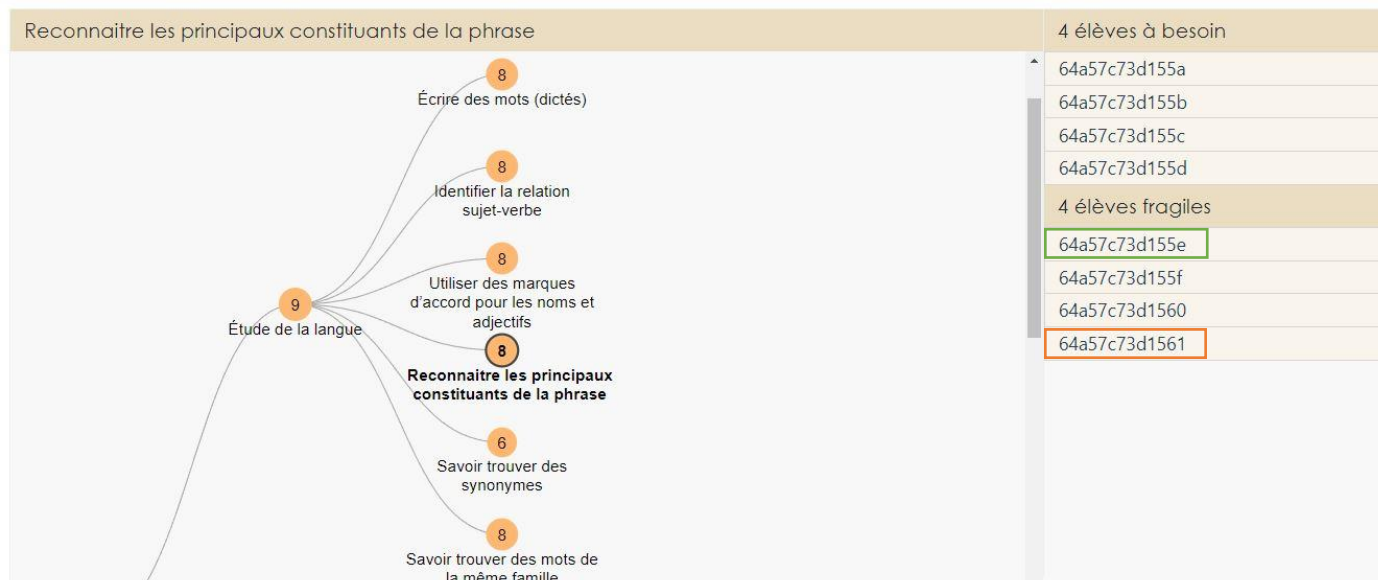 Reconnaitre les principaux constituants de la phrase
8
Écrire des mots (dictés)
8
Identifier la relation
sujet-verbe
8
Utiliser des marques
d'accord pour les noms et
adjectifs
9
Étude de la langue
8
Reconnaitre les principaux
constituants de la phrase
6
Savoir trouver des
synonymes
8
Savoir trouver des mots de
la même famille
4 élèves à besoin
64a57c73d155a
64a57c73d155b
64a57c73d155c
64a57c73d155d
4 élèves fragiles
64a57c73d155e
64a57c73d155f
64a57c73d1560
64a57c73d1561